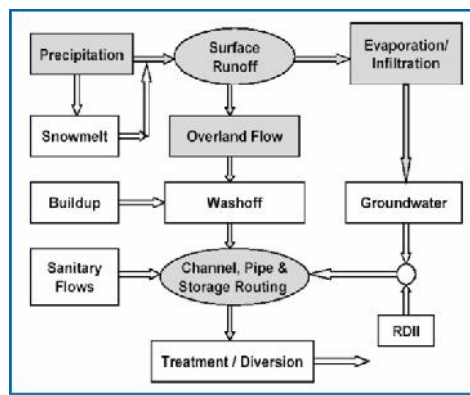 Precipitation
Surface
Runoff
Evaporation/
Infiltration
Snowmelt
Overland Flow
Buildup
Washoff
Groundwater
Sanitary
Flows
Channel, Pipe &
Storage Routing
RDII
Treatment / Diversion